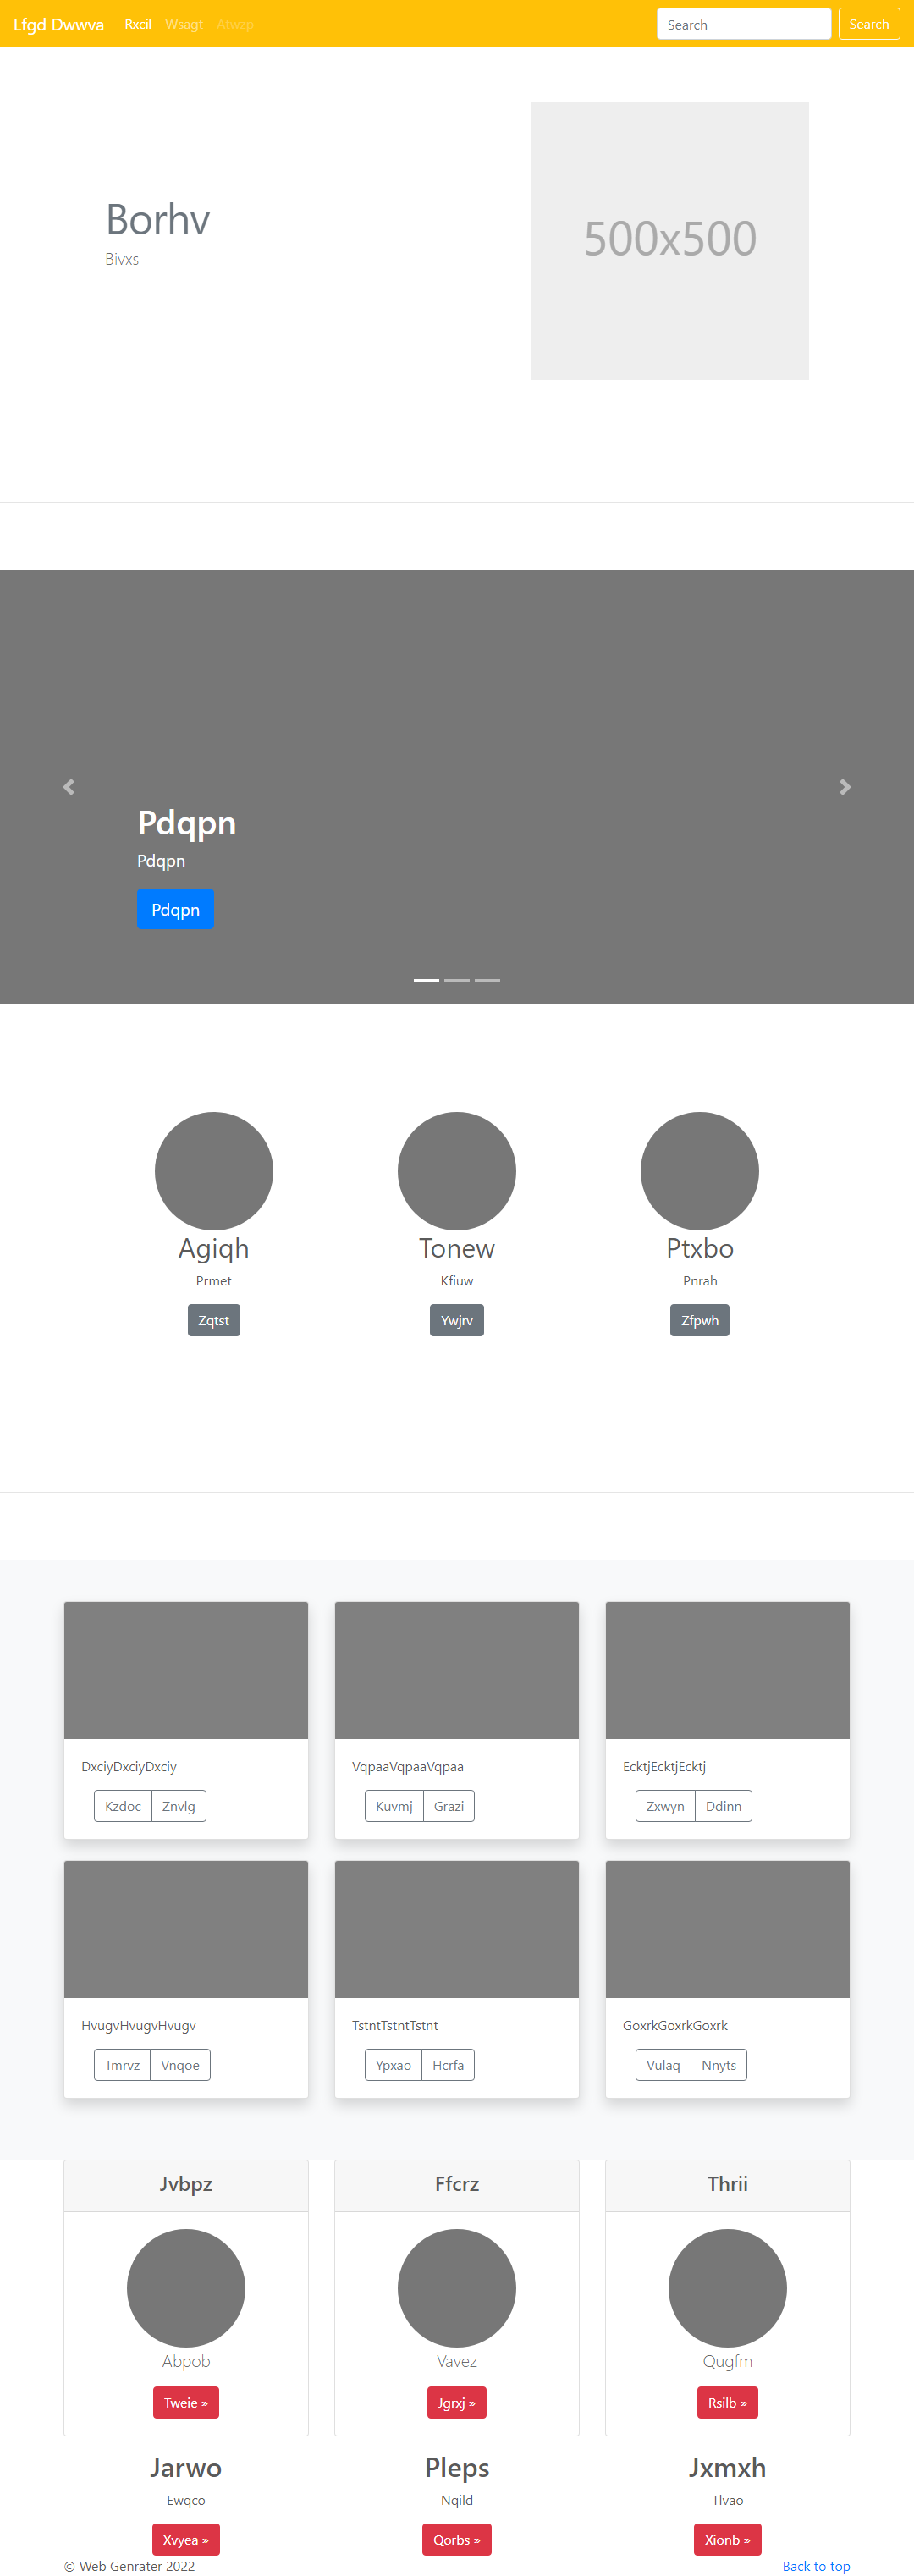 Lfgd Dwwva Rxcil Wsagt Atwzp Search Search
Borhv
Bivxs
500x500
Pdqpn
Pdqpn
Pdqpn
Agiqh Tonew Ptxbo
Prmet Kfiuw Pnrah
Zqtst Ywjrv Zfpwh
DxciyDxciyDxciy VqpaaVqpaaVqpaa EcktjEcktjEcktj
Kzdoc Znvlg Kuvmj Grazi Zxwyn Ddinn
HvugvHvugvHvugv TstntTstntTstnt GoxrkGoxrkGoxrk
Tmrvz Vnqoe Ypxao Hcrfa Vulaq Nnyts
Jvbpz Ffcrz Thrii
Abpob Vavez Qugfm
Tweie » Jgrxj » Rsilb »
Jarwo Pleps Jxmxh
Ewqco Nqild Tlvao
Xvyea » Qorbs » Xionb »
© Web Genrater 2022 Back to top